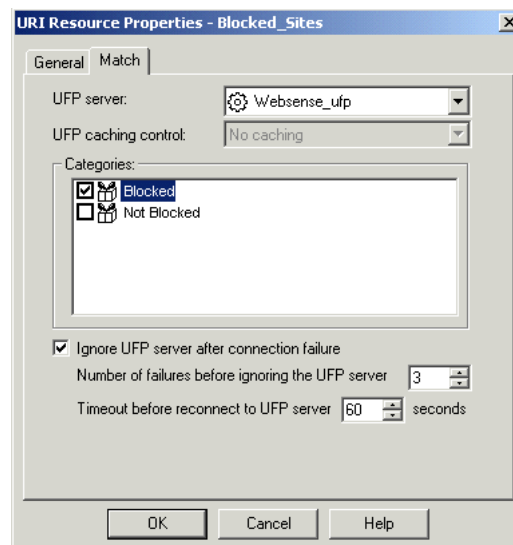 URI Resource Properties - Blocked_Sites
General Match
UFP server: Websense_ufp
UFP caching control: No caching
Categories:
Blocked
Not Blocked
Ignore UFP server after connection failure
Number of failures before ignoring the UFP server 3
Timeout before reconnect to UFP server 60 seconds
OK Cancel Help